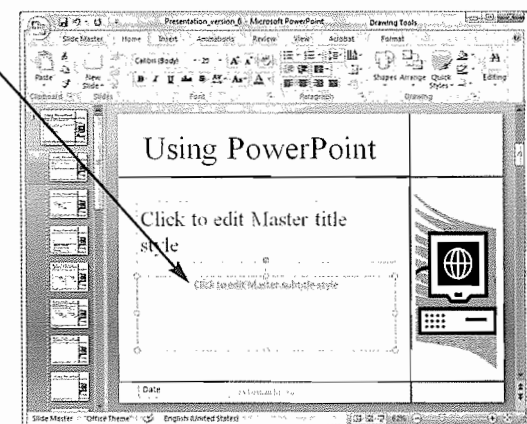 Presentation_version_6 - Microsoft PowerPoint Drawing Tools
Slide Master Home Insert Animations Review View Acrobat Format
Calibri (Body)
Paste New Slide Shapes Arrange Quick Styles Editing
Clipboard Slides Font Paragraph Drawing
Using PowerPoint
Click to edit Master title
style
Click to edit Master subtitle style
Date
Slide Master "Office Theme" English (United States) 62%